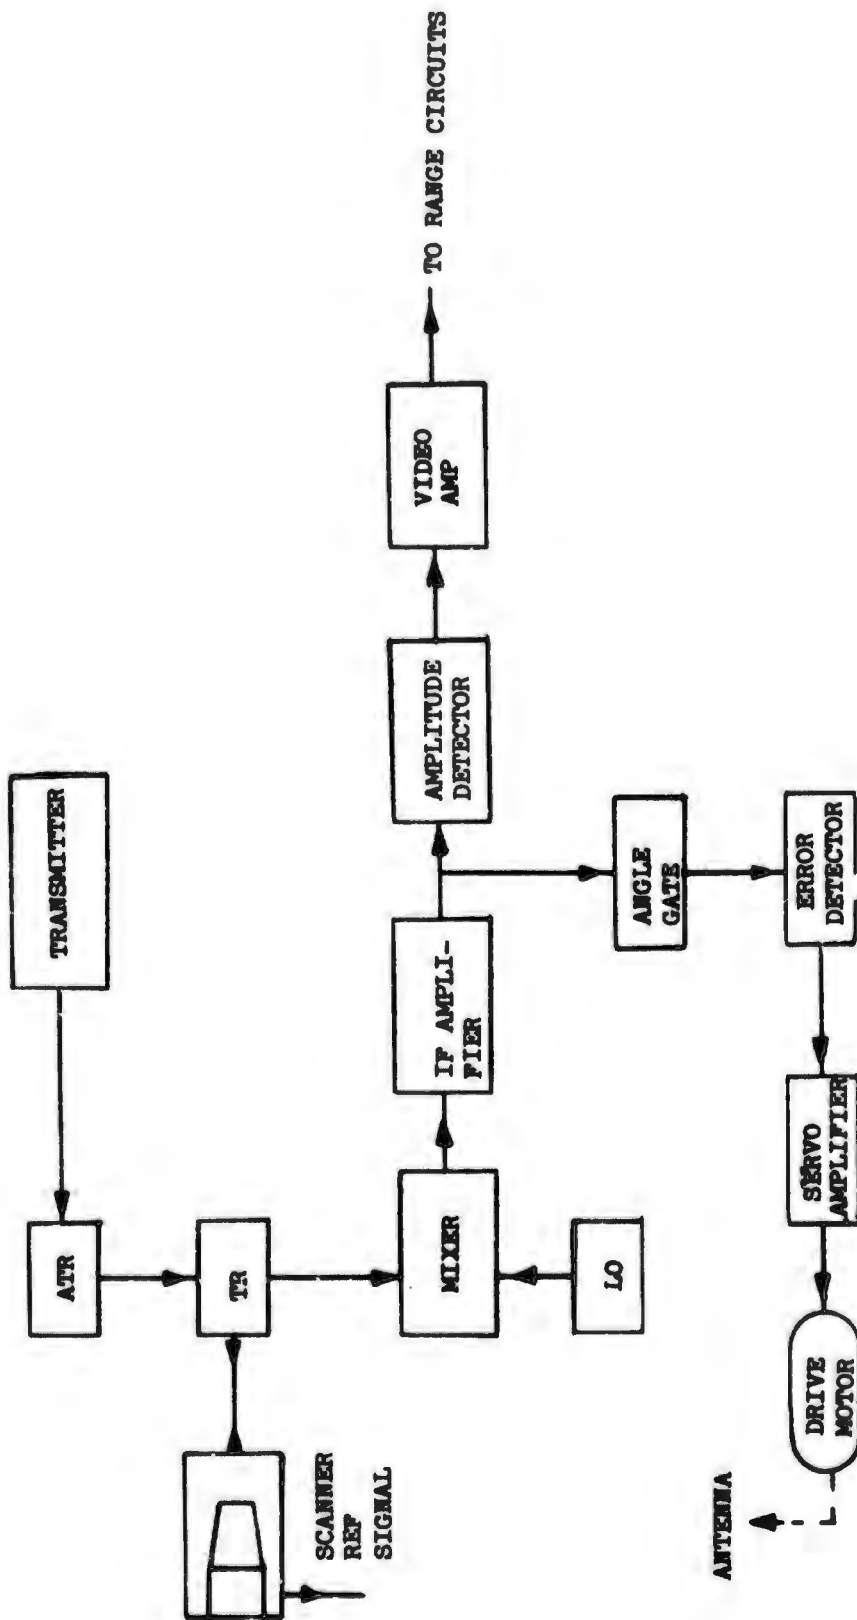 TRANSMITTER
ATR
TR
SCANNER
REF
SIGNAL
MIXER
LO
IF AMPLI-
FIER
AMPLITUDE
DETECTOR
VIDEO
AMP
TO RANGE CIRCUITS
ANGLE
GATE
ERROR
DETECTOR
SERVO
AMPLIFIER
DRIVE
MOTOR
ANTENNA